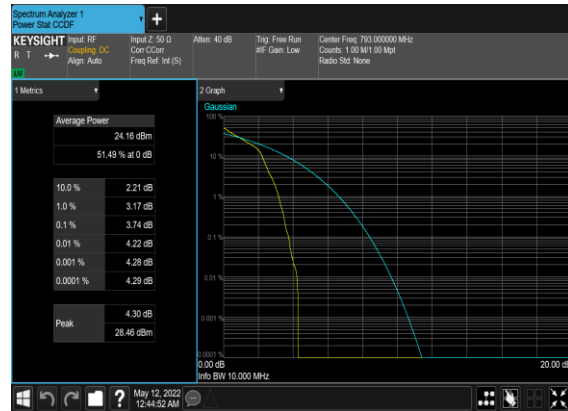 Spectrum Analyzer 1
Power Stat CCDF
+
KEYSIGHT Input: RF Input Z: 50 Ω Atten: 40 dB Trig: Free Run Center Freq: 793.000000 MHz
R T Coupling: DC Corr CCorr #IF Gain: Low Counts: 1.00 M/1.00 Mpt
Align: Auto Freq Ref: Int (S) Radio Std: None
1 Metrics
2 Graph
Average Power
24.16 dBm
51.49 % at 0 dB
10.0 % 2.21 dB
1.0 % 3.17 dB
0.1 % 3.74 dB
0.01 % 4.22 dB
0.001 % 4.28 dB
0.0001 % 4.29 dB
Peak 4.30 dB
28.46 dBm
Gaussian
100 %
10 %
1 %
0.1 %
0.01 %
0.001 %
0.0001 %
0.00 dB 20.00 dB
Info BW 10.000 MHz
?
May 12, 2022
12:44:52 AM